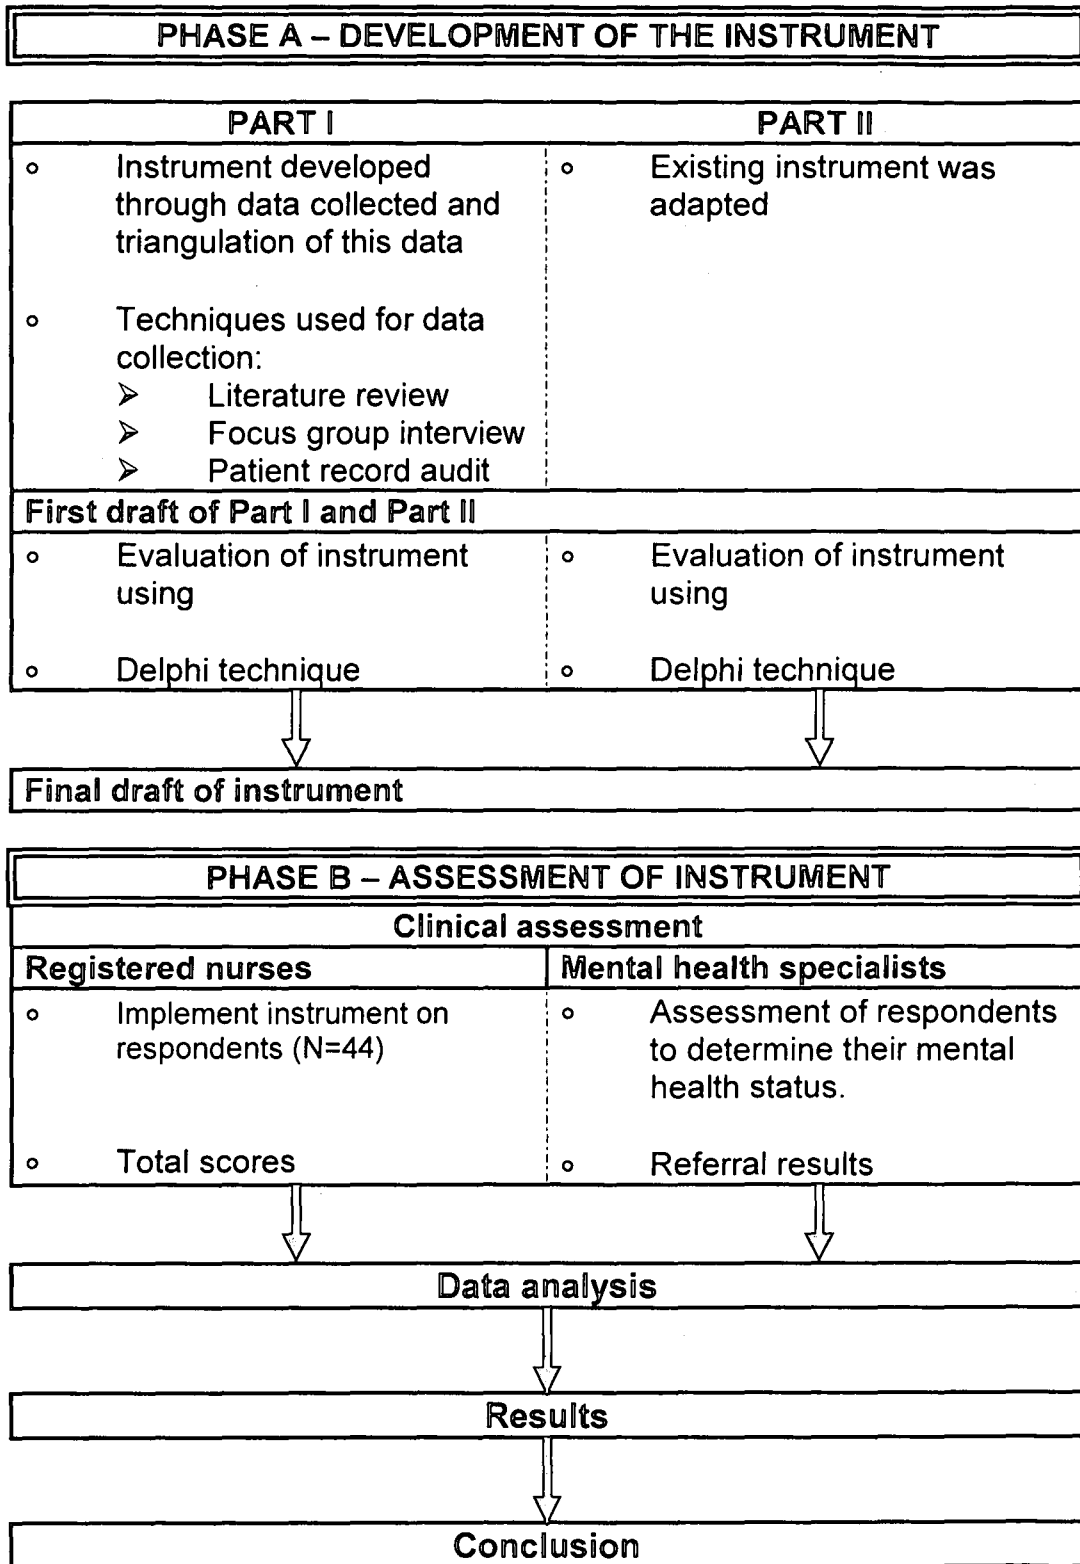 PHASE A – DEVELOPMENT OF THE INSTRUMENT
PART I
PART II
○ Instrument developed
through data collected and
triangulation of this data
○ Techniques used for data
collection:
➢ Literature review
➢ Focus group interview
➢ Patient record audit
○ Existing instrument was
adapted
First draft of Part I and Part II
○ Evaluation of instrument
using
○ Delphi technique
○ Evaluation of instrument
using
○ Delphi technique
Final draft of instrument
PHASE B – ASSESSMENT OF INSTRUMENT
Clinical assessment
Registered nurses
○ Implement instrument on
respondents (N=44)
○ Total scores
Mental health specialists
○ Assessment of respondents
to determine their mental
health status.
○ Referral results
Data analysis
Results
Conclusion